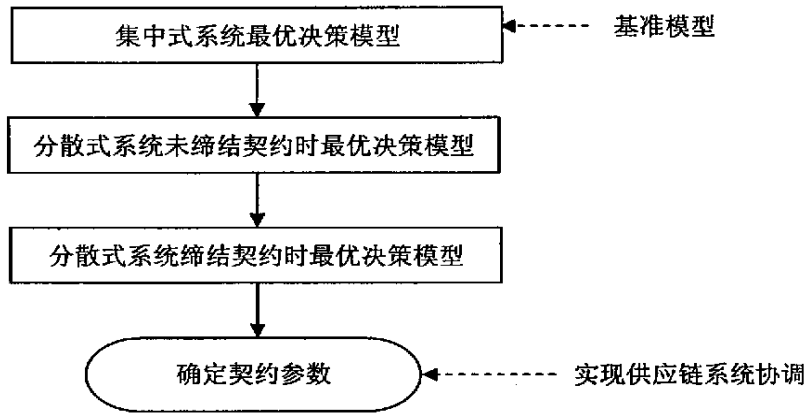 集中式系统最优决策模型
基准模型
分散式系统未缔结契约时最优决策模型
分散式系统缔结契约时最优决策模型
确定契约参数
实现供应链系统协调